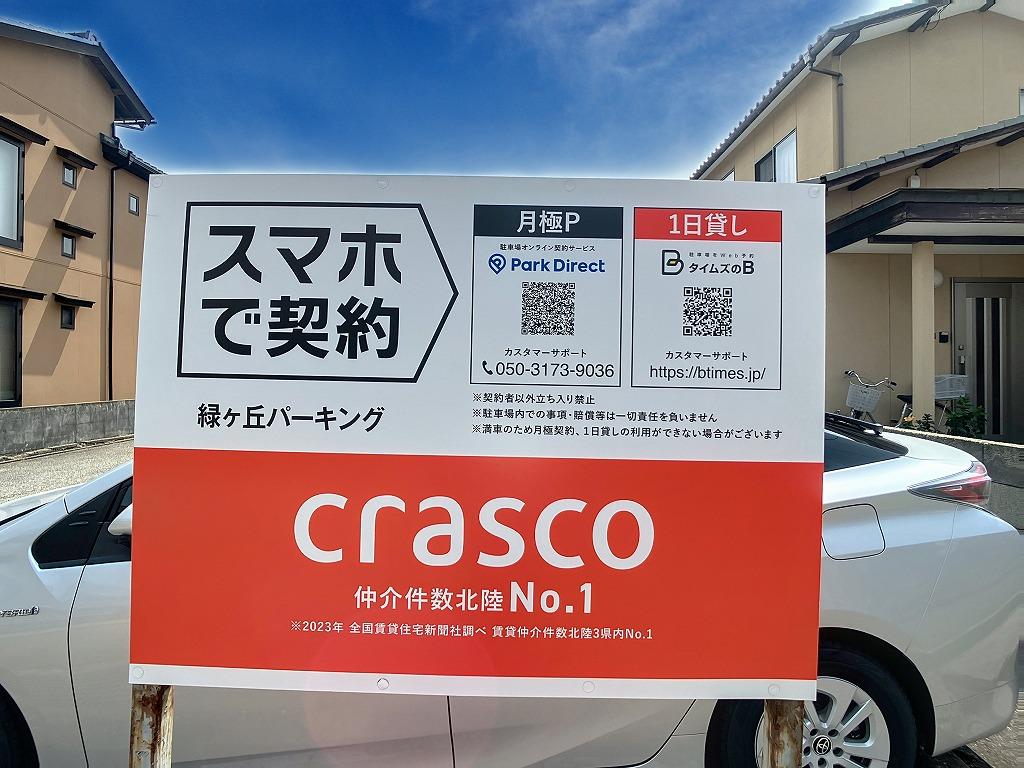 スマホ
で契約
緑ヶ丘パーキング
月極P
駐車場オンライン契約サービス
Park Direct
カスタマーサポート
050-3173-9036
1日貸し
駐車場をWeb予約
タイムズのB
カスタマーサポート
https://btimes.jp/
※契約者以外立ち入り禁止
※駐車場内での事項・賠償等は一切責任を負いません
※満車のため月極契約、1日貸しの利用ができない場合がございます
crasco
仲介件数北陸No.1
※2023年 全国賃貸住宅新聞社調べ 賃貸仲介件数北陸3県内No.1